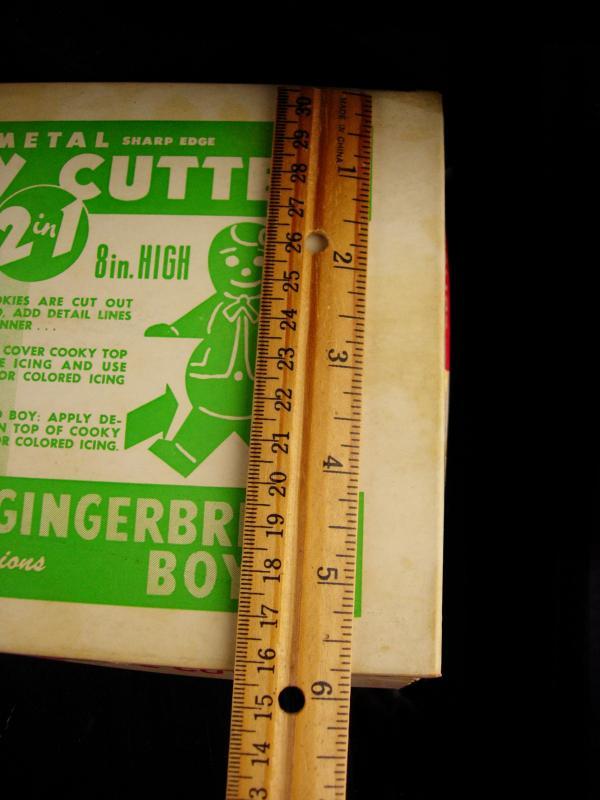 METAL SHARP EDGE
Y CUTTE
2 in 1
8 in. HIGH
OKIES ARE CUT OUT
ADD DETAIL LINES
NNER . . .
COVER COOKY TOP
E ICING AND USE
OR COLORED ICING
BOY: APPLY DE-
N TOP OF COOKY
OR COLORED ICING.
GINGERBR
ions
BOY
MADE IN CHINA
30
29
28
27
26
25
24
23
22
21
20
19
18
17
16
15
14
3
1
2
3
4
5
6